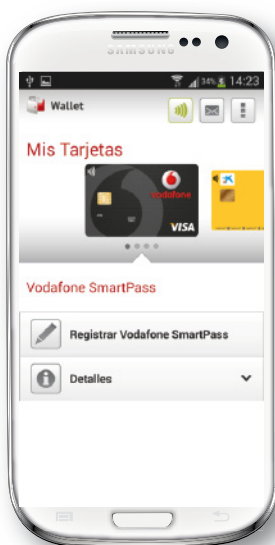 SAMSUNG
34% 14:23
Wallet
Mis Tarjetas
vodafone
VISA
Vodafone SmartPass
Registrar Vodafone SmartPass
Detalles